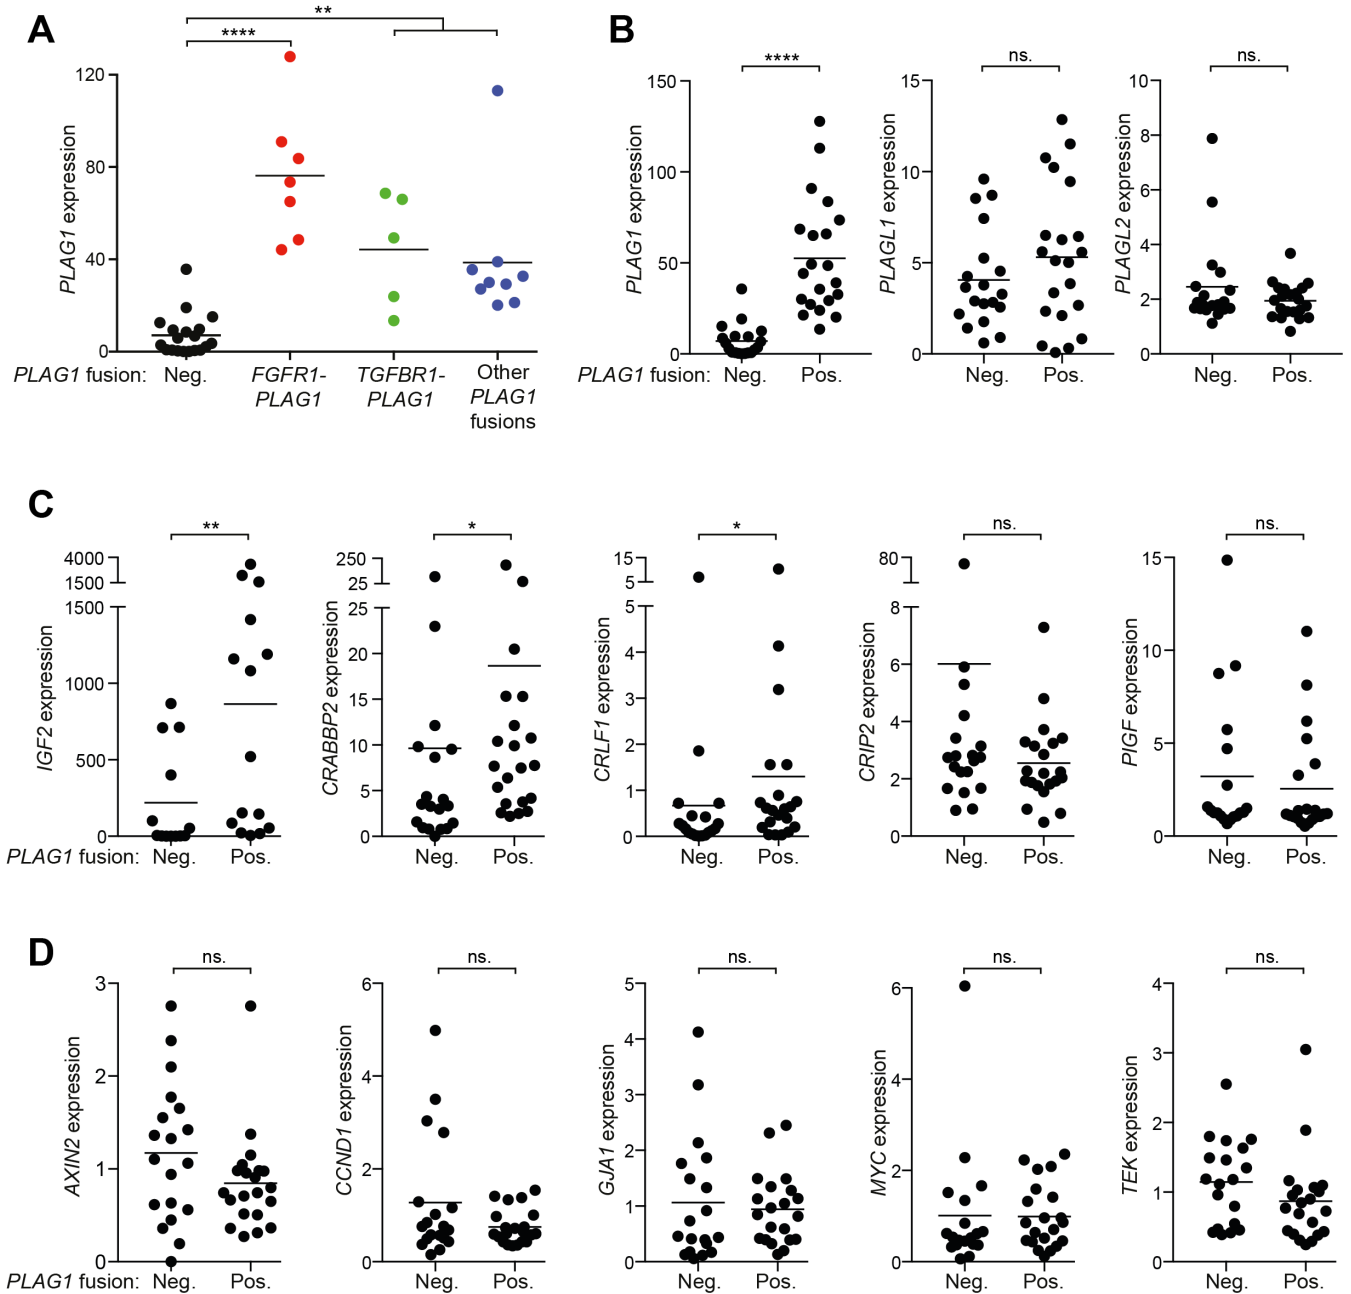 A
**
****
PLAG1 expression
120
80
40
0
PLAG1 fusion:
Neg.
FGFR1-
PLAG1
TGFBR1-
PLAG1
Other
PLAG1
fusions
B
****
PLAG1 expression
150
100
50
0
PLAG1 fusion:
Neg.
Pos.
ns.
PLAGL1 expression
15
10
5
0
Neg.
Pos.
ns.
PLAGL2 expression
10
8
6
4
2
0
Neg.
Pos.
C
**
IGF2 expression
4000
1500
1500
1000
500
0
PLAG1 fusion:
Neg.
Pos.
*
CRABBP2 expression
250
25
25
20
15
10
5
0
Neg.
Pos.
*
CRLF1 expression
15
5
5
4
3
2
1
0
Neg.
Pos.
ns.
CRIP2 expression
80
8
6
4
2
0
Neg.
Pos.
ns.
PIGF expression
15
10
5
0
Neg.
Pos.
D
ns.
AXIN2 expression
3
2
1
0
PLAG1 fusion:
Neg.
Pos.
ns.
CCND1 expression
6
4
2
0
Neg.
Pos.
ns.
GJA1 expression
5
4
3
2
1
0
Neg.
Pos.
ns.
MYC expression
6
4
2
0
Neg.
Pos.
ns.
TEK expression
4
3
2
1
0
Neg.
Pos.